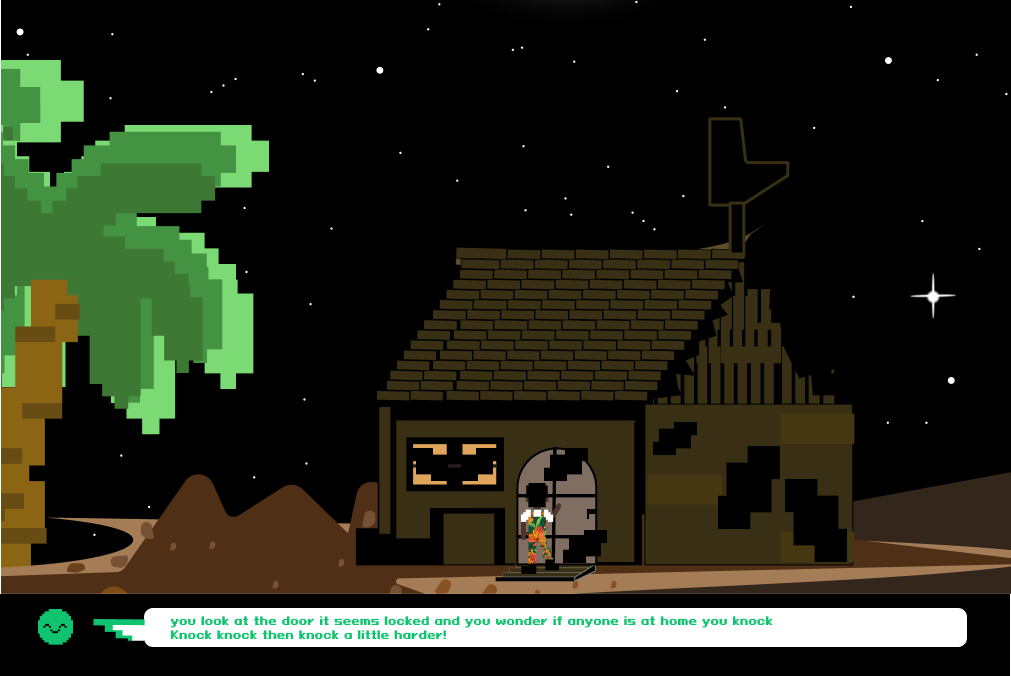 you look at the door it seems locked and you wonder if anyone is at home you knock
Knock knock then knock a little harder!